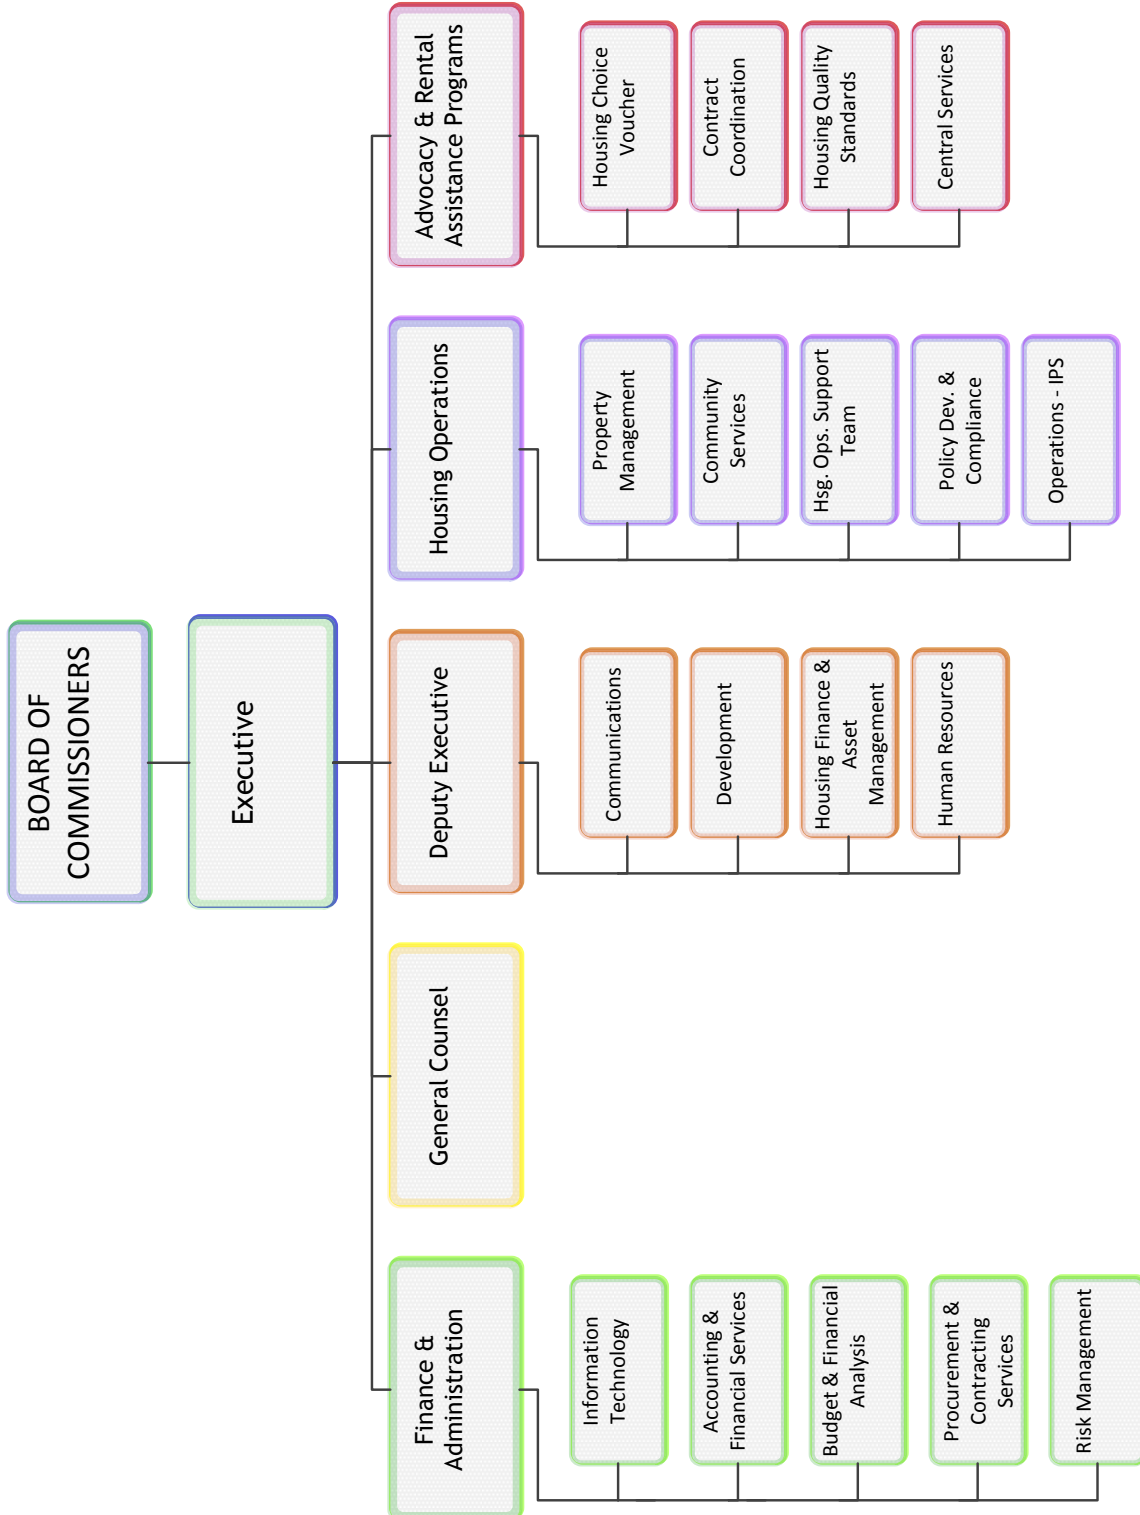 BOARD OF
COMMISSIONERS
Executive
Finance &
Administration
Information
Technology
Accounting &
Financial Services
Budget & Financial
Analysis
Procurement &
Contracting
Services
Risk Management
General Counsel
Deputy Executive
Communications
Development
Housing Finance &
Asset
Management
Human Resources
Housing Operations
Property
Management
Community
Services
Hsg. Ops. Support
Team
Policy Dev. &
Compliance
Operations - IPS
Advocacy & Rental
Assistance Programs
Housing Choice
Voucher
Contract
Coordination
Housing Quality
Standards
Central Services